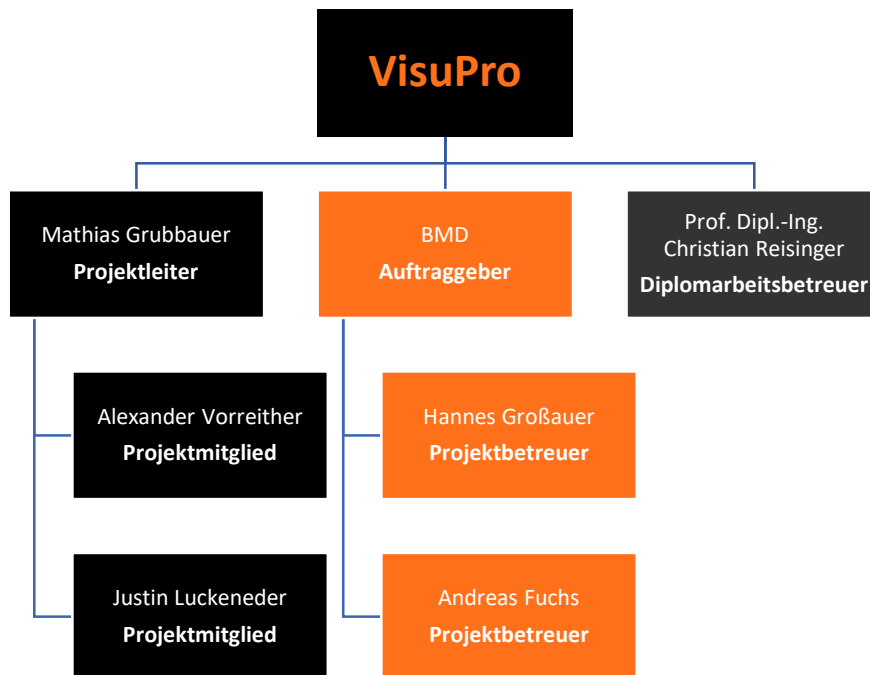 VisuPro
Mathias Grubbauer
Projektleiter
BMD
Auftraggeber
Prof. Dipl.-Ing.
Christian Reisinger
Diplomarbeitsbetreuer
Alexander Vorreither
Projektmitglied
Hannes Großauer
Projektbetreuer
Justin Luckeneder
Projektmitglied
Andreas Fuchs
Projektbetreuer